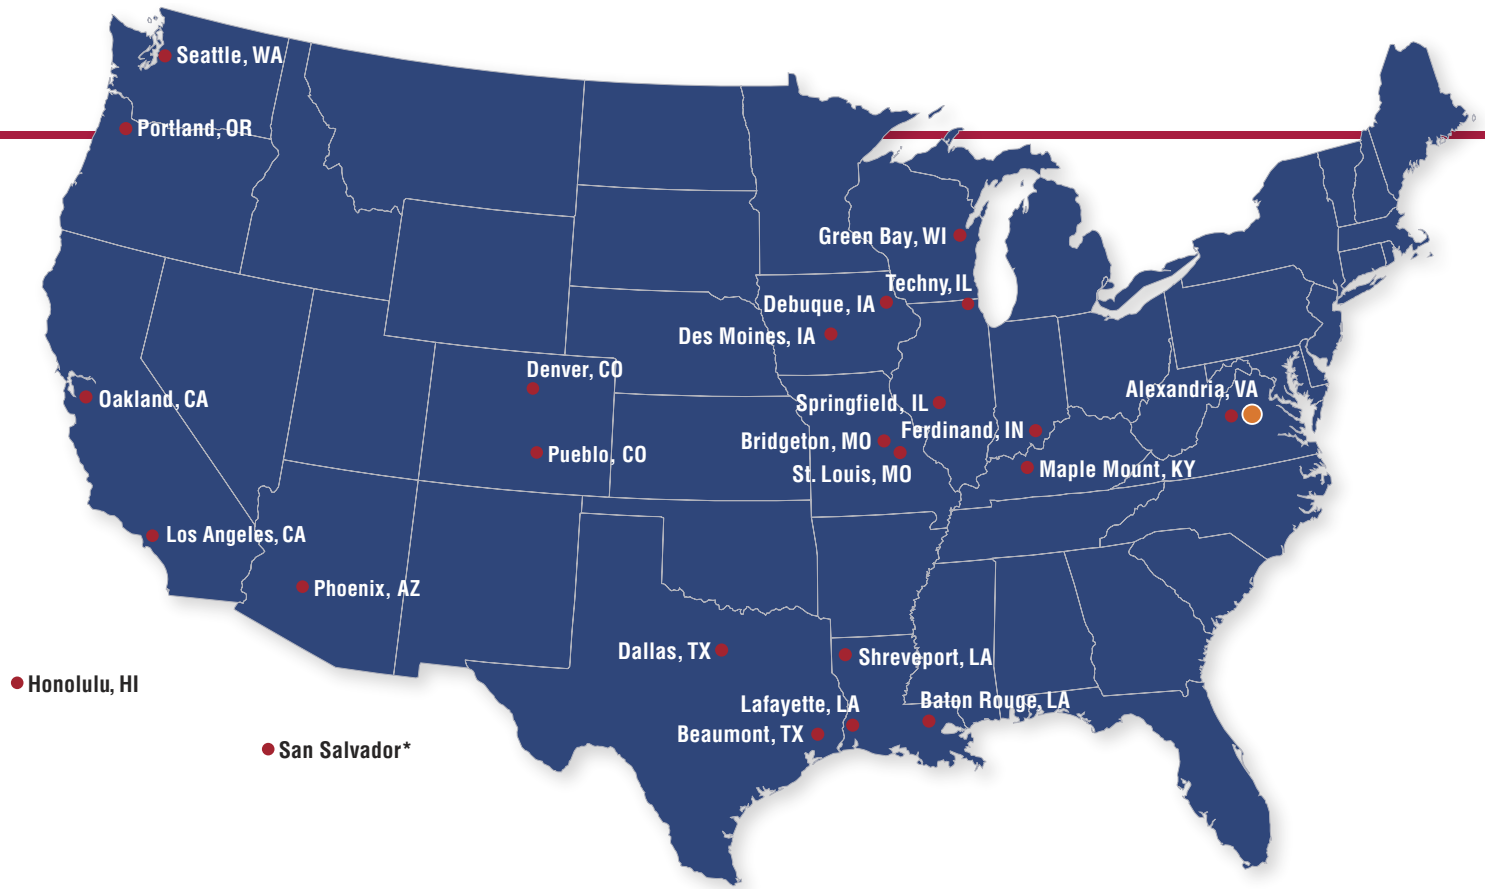 Seattle, WA
Portland, OR
Green Bay, WI
Techny, IL
Debuque, IA
Des Moines, IA
Denver, CO
Alexandria, VA
Oakland, CA
Springfield, IL
Ferdinand, IN
Bridgeton, MO
Pueblo, CO
Maple Mount, KY
St. Louis, MO
Los Angeles, CA
Phoenix, AZ
Dallas, TX
Shreveport, LA
Honolulu, HI
Baton Rouge, LA
Lafayette, LA
Beaumont, TX
San Salvador*